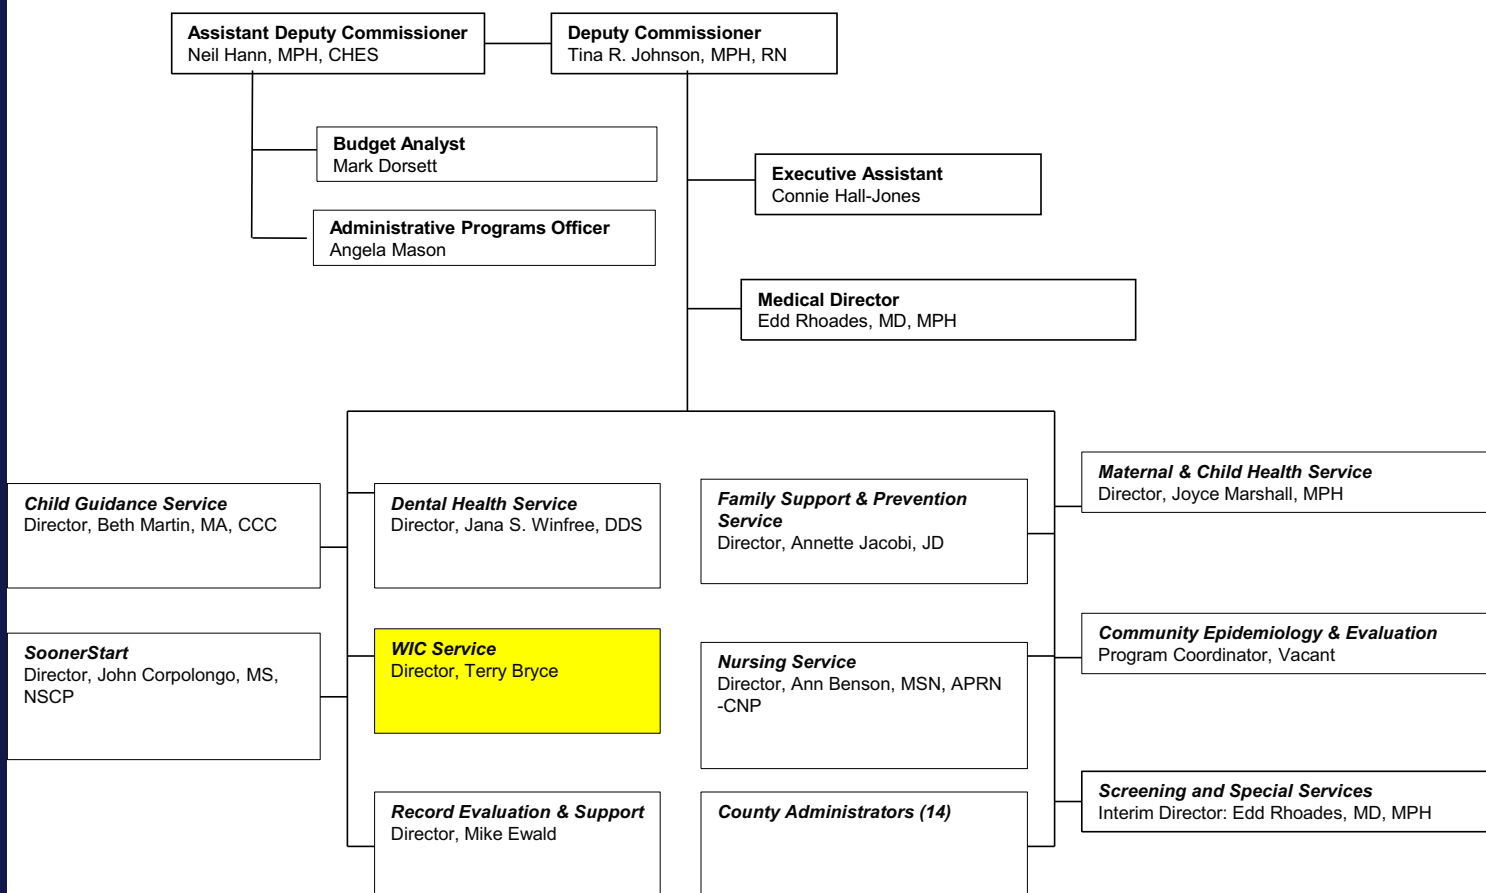 Assistant Deputy Commissioner
Neil Hann, MPH, CHES
Deputy Commissioner
Tina R. Johnson, MPH, RN
Budget Analyst
Mark Dorsett
Executive Assistant
Connie Hall-Jones
Administrative Programs Officer
Angela Mason
Medical Director
Edd Rhoades, MD, MPH
Child Guidance Service
Director, Beth Martin, MA, CCC
Dental Health Service
Director, Jana S. Winfree, DDS
Family Support & Prevention
Service
Director, Annette Jacobi, JD
Maternal & Child Health Service
Director, Joyce Marshall, MPH
SoonerStart
Director, John Corpolongo, MS,
NSCP
WIC Service
Director, Terry Bryce
Nursing Service
Director, Ann Benson, MSN, APRN
-CNP
Community Epidemiology & Evaluation
Program Coordinator, Vacant
Record Evaluation & Support
Director, Mike Ewald
County Administrators (14)
Screening and Special Services
Interim Director: Edd Rhoades, MD, MPH